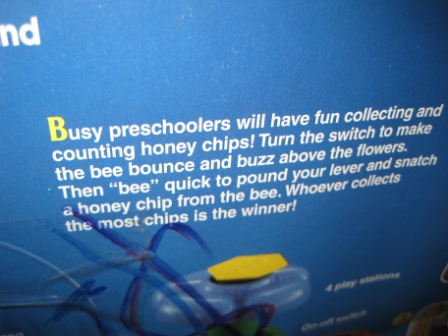 nd
Busy preschoolers will have fun collecting and
counting honey chips! Turn the switch to make
the bee bounce and buzz above the flowers.
Then "bee" quick to pound your lever and snatch
a honey chip from the bee. Whoever collects
the most chips is the winner!
4 play stations
On-off switch